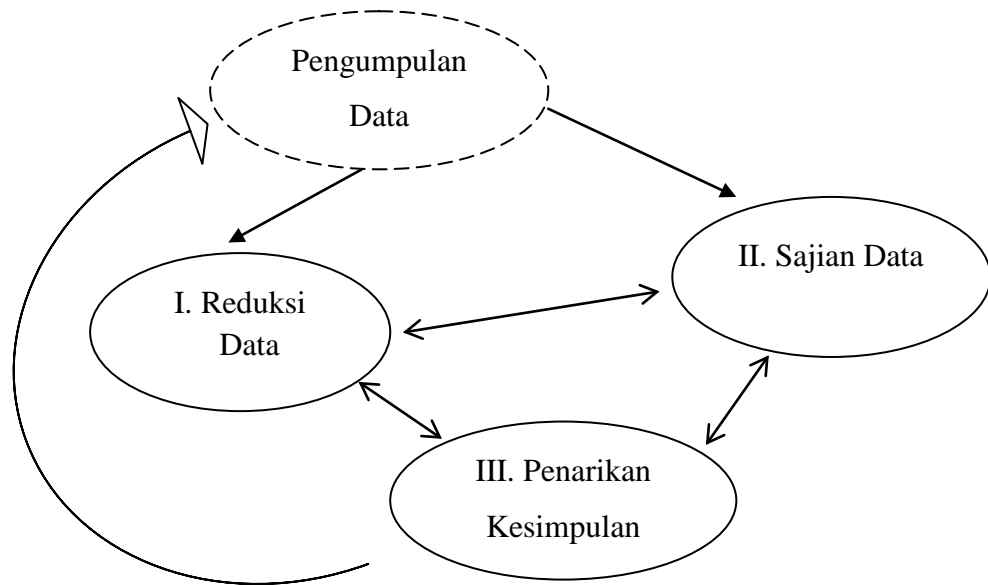 Pengumpulan
Data
II. Sajian Data
I. Reduksi
Data
III. Penarikan
Kesimpulan